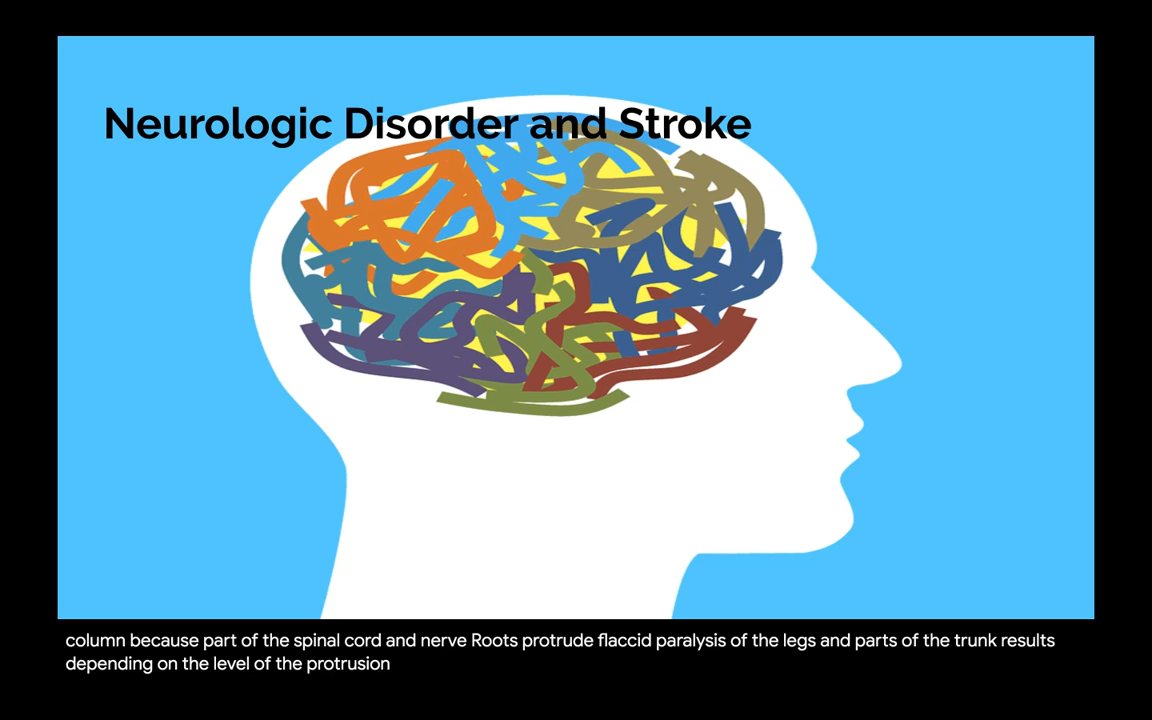 Neurologic Disorder and Stroke
column because part of the spinal cord and nerve Roots protrude flaccid paralysis of the legs and parts of the trunk results
depending on the level of the protrusion